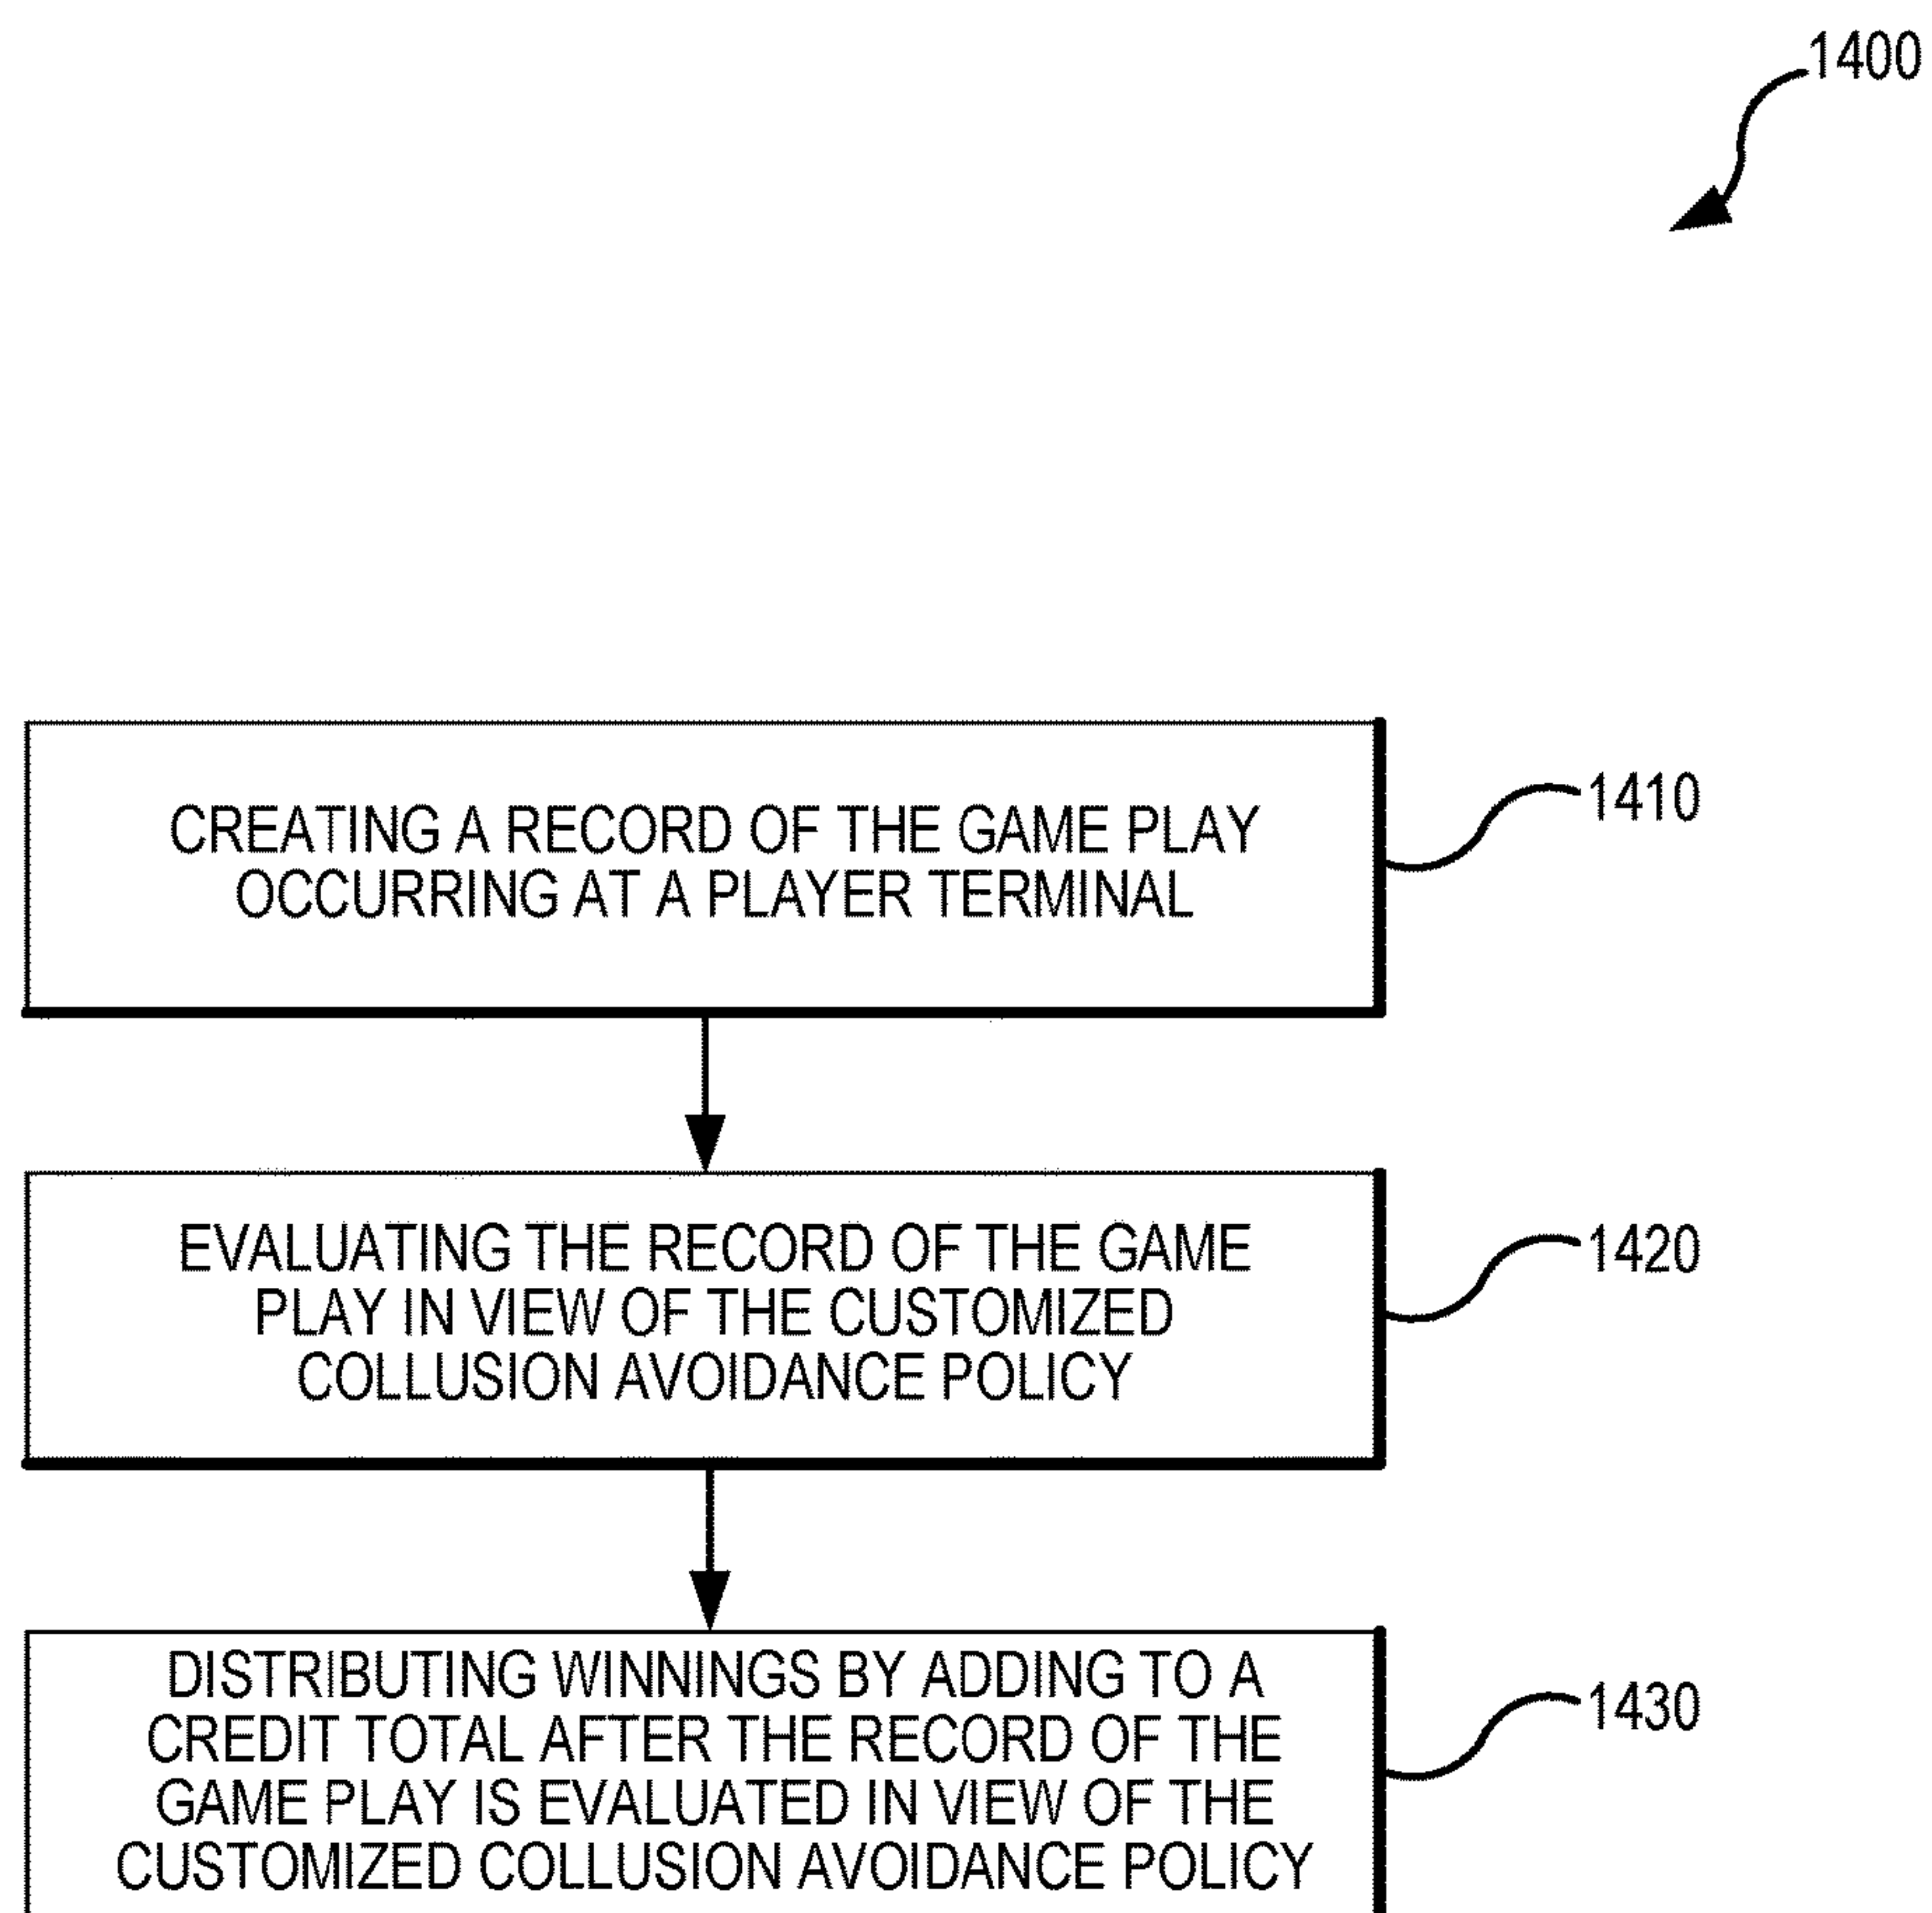 1400
CREATING A RECORD OF THE GAME PLAY
OCCURRING AT A PLAYER TERMINAL
1410
EVALUATING THE RECORD OF THE GAME
PLAY IN VIEW OF THE CUSTOMIZED
COLLUSION AVOIDANCE POLICY
1420
DISTRIBUTING WINNINGS BY ADDING TO A
CREDIT TOTAL AFTER THE RECORD OF THE
GAME PLAY IS EVALUATED IN VIEW OF THE
CUSTOMIZED COLLUSION AVOIDANCE POLICY
1430